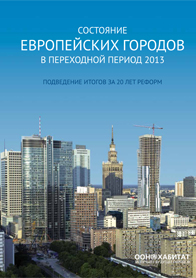 СОСТОЯНИЕ
ЕВРОПЕЙСКИХ ГОРОДОВ
В ПЕРЕХОДНОЙ ПЕРИОД 2013
ПОДВЕДЕНИЕ ИТОГОВ ЗА 20 ЛЕТ РЕФОРМ
ООН ХАБИТАТ